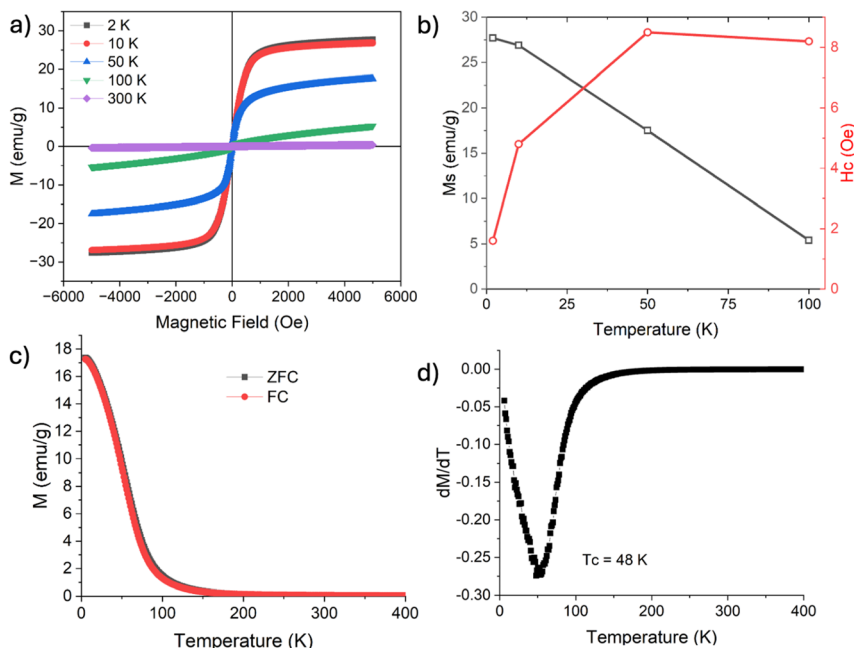 a)
2 K
10 K
50 K
100 K
300 K
30
20
10
0
−10
−20
−30
M (emu/g)
−6000 −4000 −2000 0 2000 4000 6000
Magnetic Field (Oe)
b)
30
25
20
15
10
5
0
Ms (emu/g)
8
6
4
2
0
Hc (Oe)
0 25 50 75 100
Temperature (K)
c)
ZFC
FC
18
16
14
12
10
8
6
4
2
0
M (emu/g)
0 100 200 300 400
Temperature (K)
d)
0.00
-0.05
-0.10
-0.15
-0.20
-0.25
-0.30
dM/dT
Tc = 48 K
0 100 200 300 400
Temperature (K)